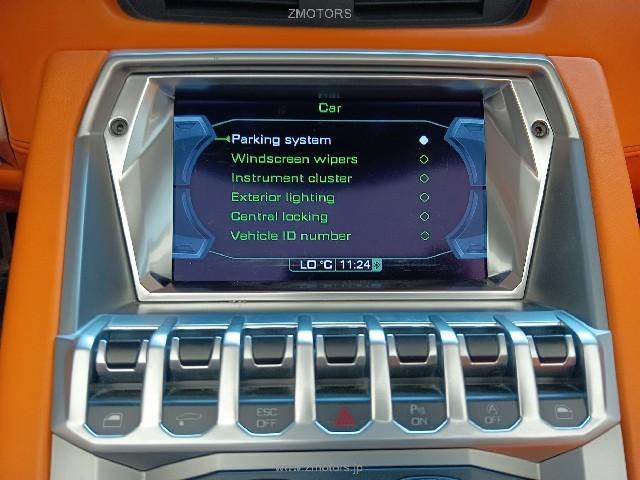 ZMOTORS
Car
Parking system
Windscreen wipers
Instrument cluster
Exterior lighting
Central locking
Vehicle ID number
LO °C 11:24
ESC OFF
P ON
A OFF
www.zmotors.jp